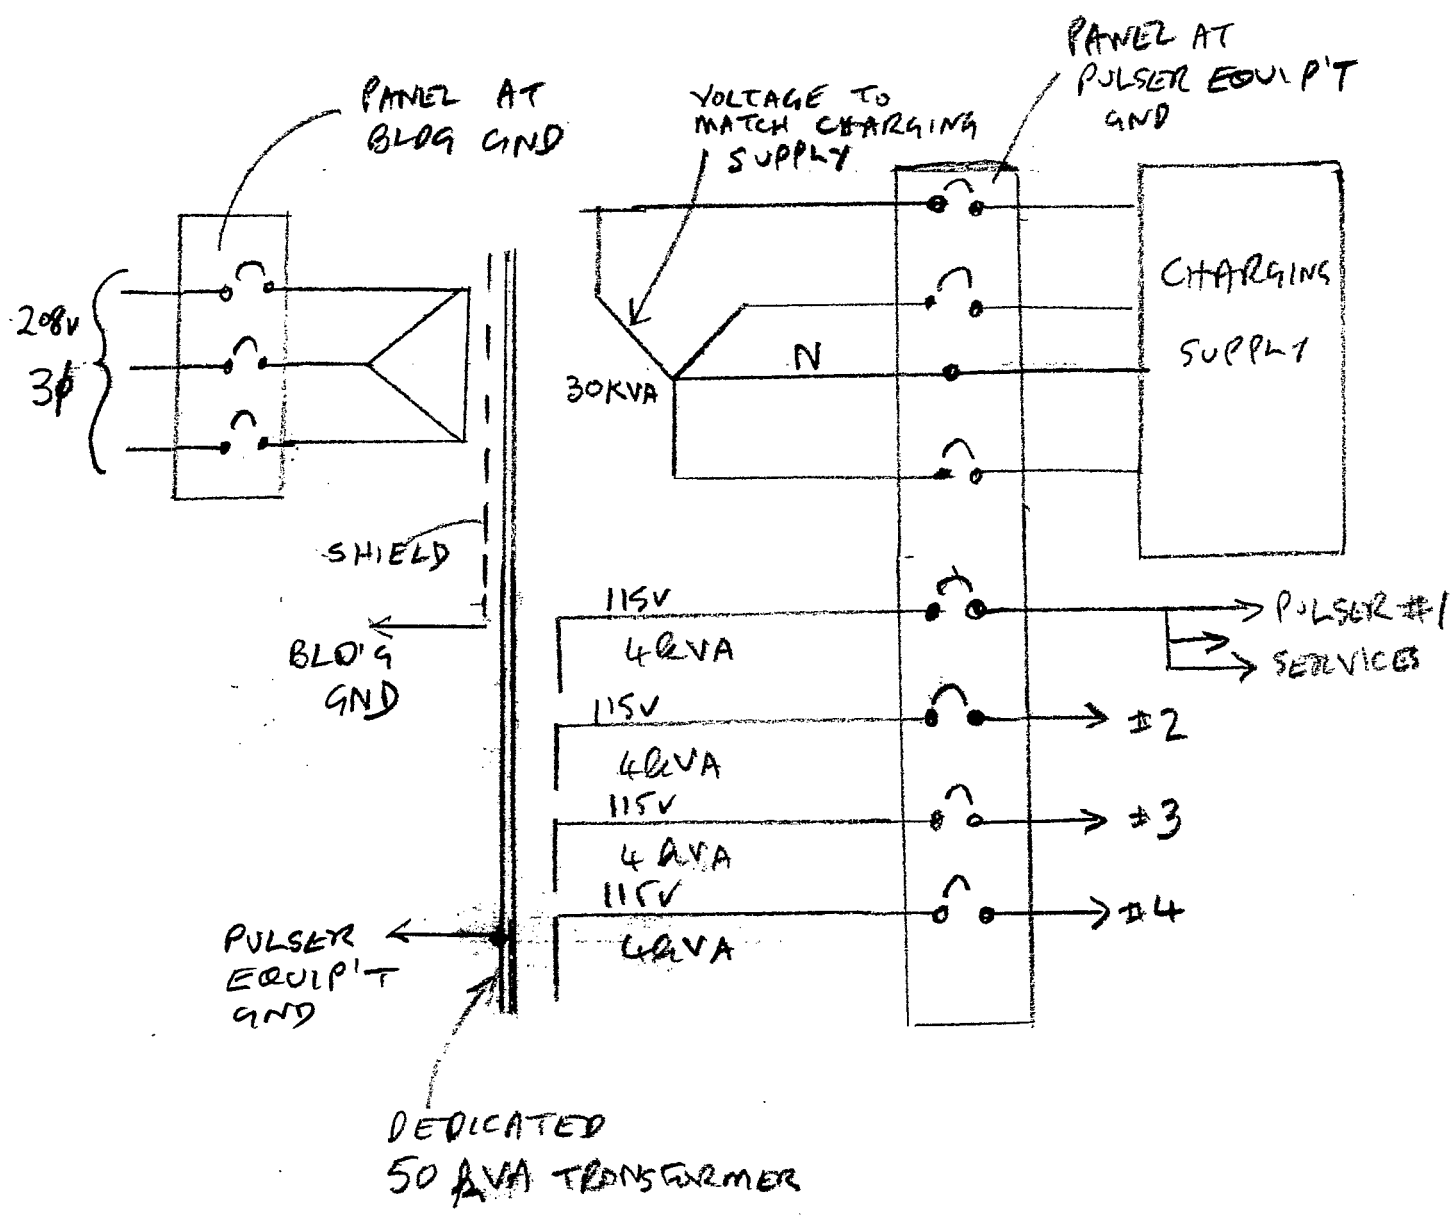 PANEL AT
BLDG GND
VOLTAGE TO
MATCH CHARGING
SUPPLY
PANEL AT
PULSER EQUIP'T
GND
208V
3φ
30KVA
N
CHARGING
SUPPLY
SHIELD
BLD'G
GND
115V
4kVA
PULSER #1
SERVICES
115V
4kVA
#2
115V
4kVA
#3
115V
4kVA
#4
PULSER
EQUIP'T
GND
DEDICATED
50 kVA TRANSFORMER